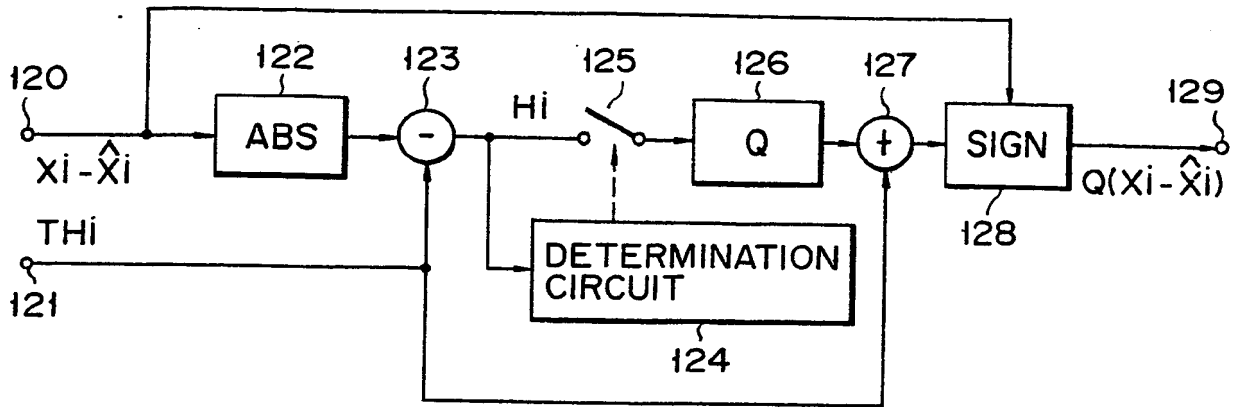 120
122
123
125
126
127
129
ABS
-
Hi
Q
+
SIGN
Xi-X̂i
Q(Xi-X̂i)
128
THi
121
DETERMINATION
CIRCUIT
124